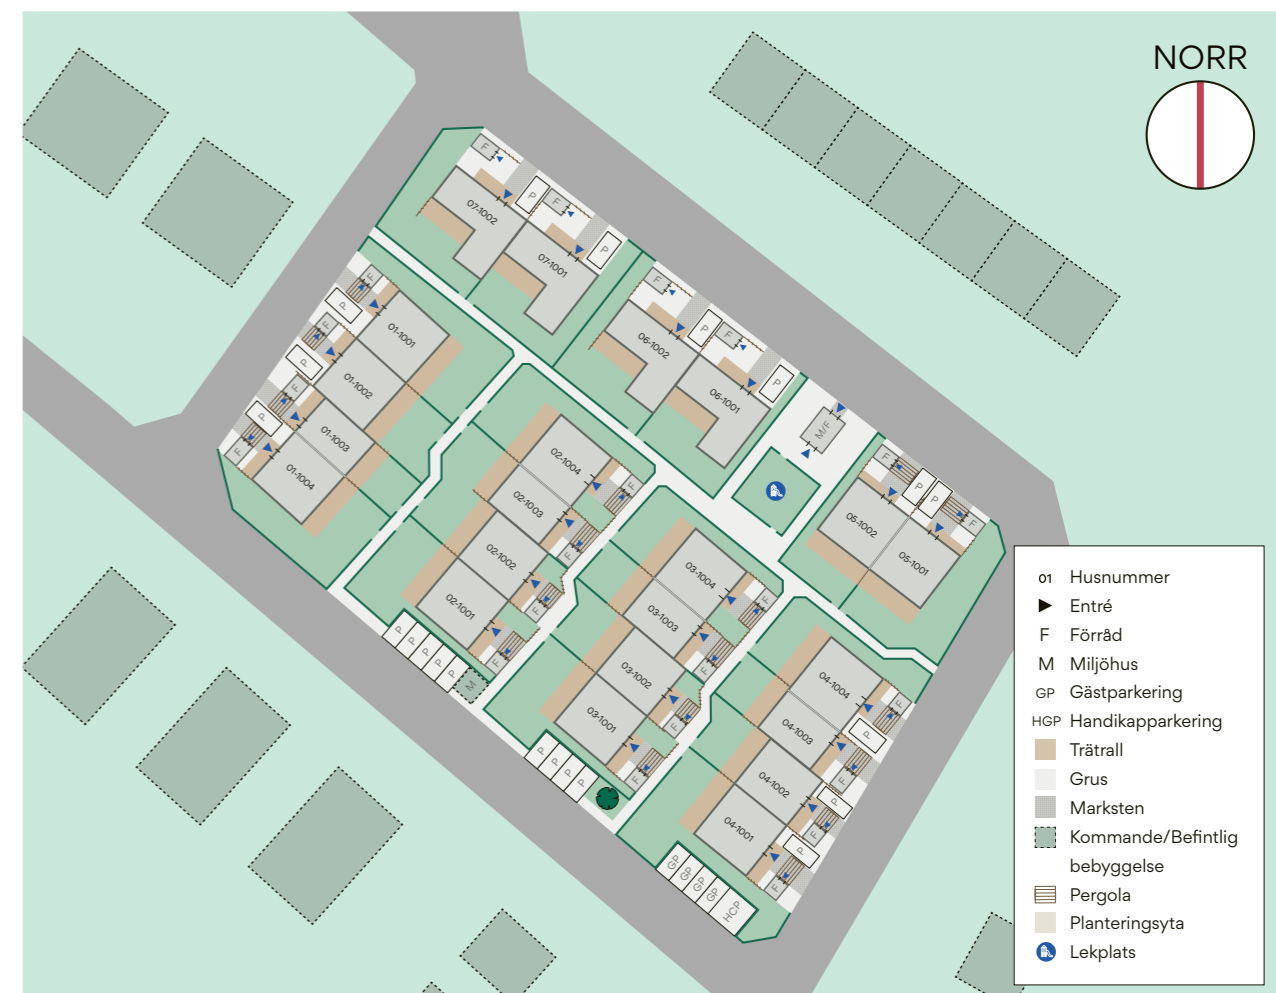 NORR
F
P
F
07-1002
P
07-1001
F
F
P
P
F
01-1001
06-1002
F
P
P
01-1002
06-1001
F
M/F
P
01-1003
F
01-1004
02-1004
F
F
P
P
F
02-1003
05-1002
F
02-1002
05-1001
03-1004
F
02-1001
F
03-1003
F
F
P
P
P
P
P
M
03-1002
F
04-1004
F
03-1001
04-1003
P
P
P
P
P
F
F
04-1002
P
04-1001
F
P
GP
GP
GP
GP
HCP
F
01 Husnummer
Entré
F Förråd
M Miljöhus
GP Gästparkering
HGP Handikapparkering
Trätrall
Grus
Marksten
Kommande/Befintlig
bebyggelse
Pergola
Planteringsyta
Lekplats